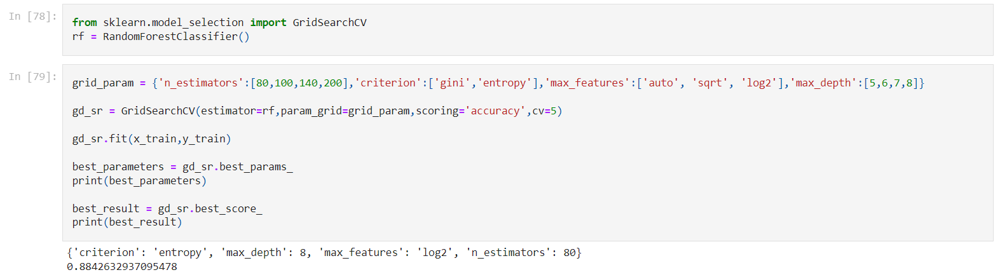 In [78]:
from sklearn.model_selection import GridSearchCV
rf = RandomForestClassifier()
In [79]:
grid_param = {'n_estimators':[80,100,140,200],'criterion':['gini','entropy'],'max_features':['auto', 'sqrt', 'log2'],'max_depth':[5,6,7,8]}
gd_sr = GridSearchCV(estimator=rf,param_grid=grid_param,scoring='accuracy',cv=5)
gd_sr.fit(x_train,y_train)
best_parameters = gd_sr.best_params_
print(best_parameters)
best_result = gd_sr.best_score_
print(best_result)
{'criterion': 'entropy', 'max_depth': 8, 'max_features': 'log2', 'n_estimators': 80}
0.8842632937095478